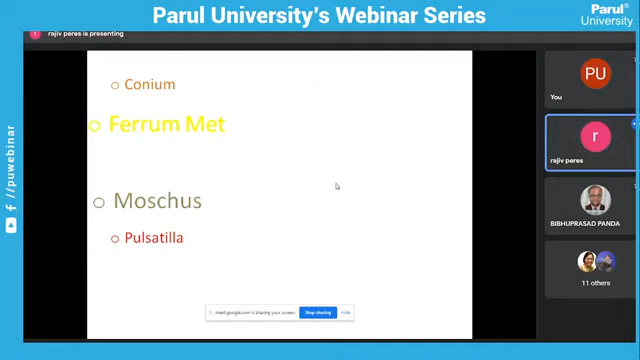 Parul University's Webinar Series
Parul®
University
r rajiv peres is presenting
Conium
Ferrum Met
Moschus
Pulsatilla
PU
You
r
rajiv peres
BIBHUPRASAD PANDA
11 others
meet.google.com is sharing your screen.
Stop sharing
Hide
//puwebinar